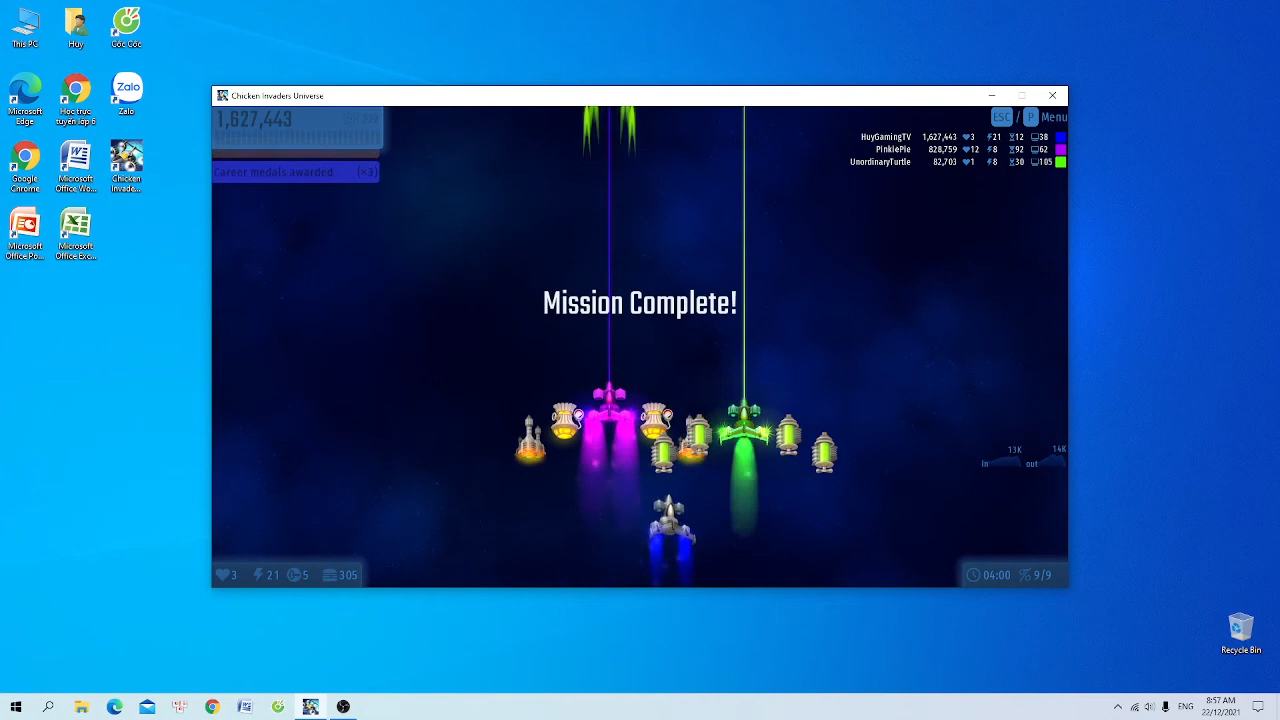 This PC
Huy
Cốc Cốc
Microsoft
Edge
Học trực
tuyến lớp 6
Zalo
Zalo
Google
Chrome
Microsoft
Office Wo...
Chicken
Invade...
Microsoft
Office Po...
Microsoft
Office Exc...
Chicken Invaders Universe
1,627,443
Career medals awarded (×3)
ESC / P Menu
HuyGamingTV 1,627,443 3 21 12 38
PinkiePie 828,759 12 8 92 62
UnordinaryTurtle 82,703 1 8 30 105
Mission Complete!
13K 14K
in out
3 21 5 305
04:00 9/9
Recycle Bin
ENG
8:57 AM
22/12/2021